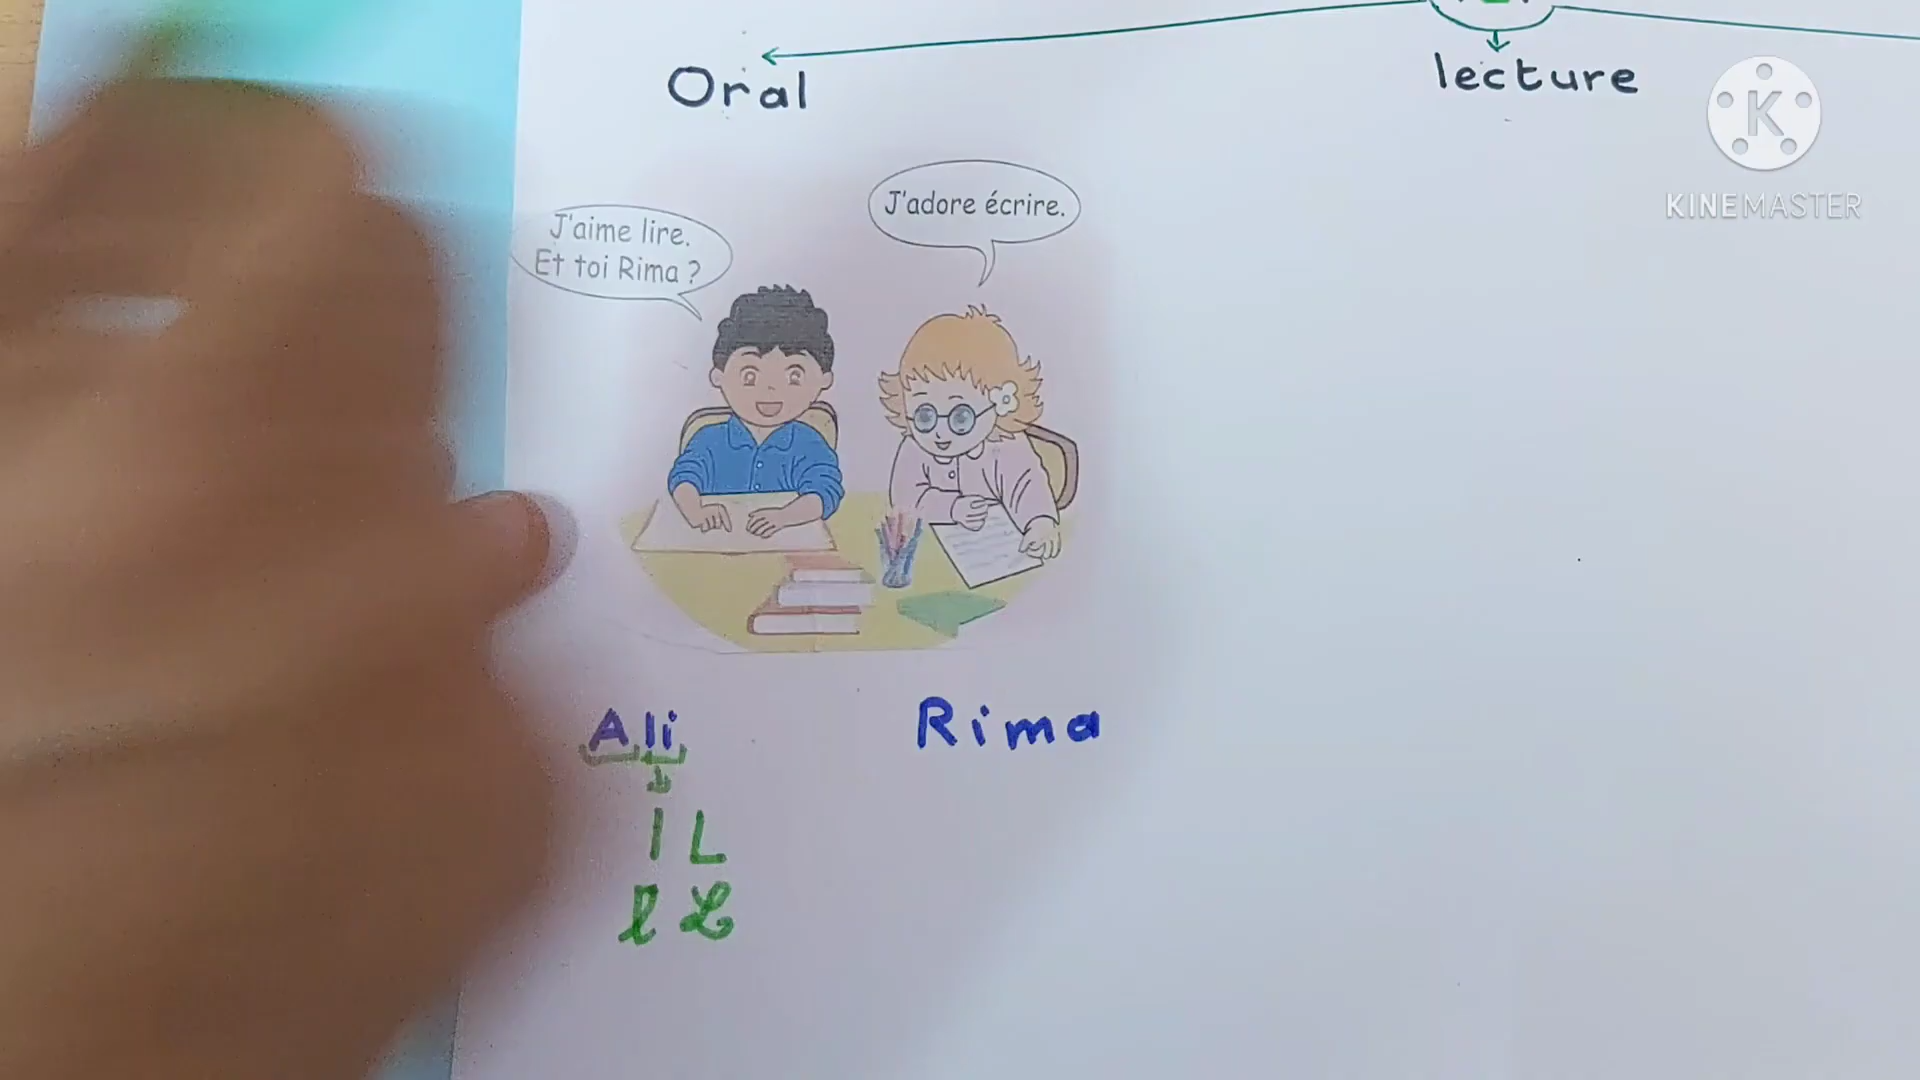 Oral
lecture
K
KINEMASTER
J'adore écrire.
J'aime lire.
Et toi Rima ?
Ali
Rima
l L
l L